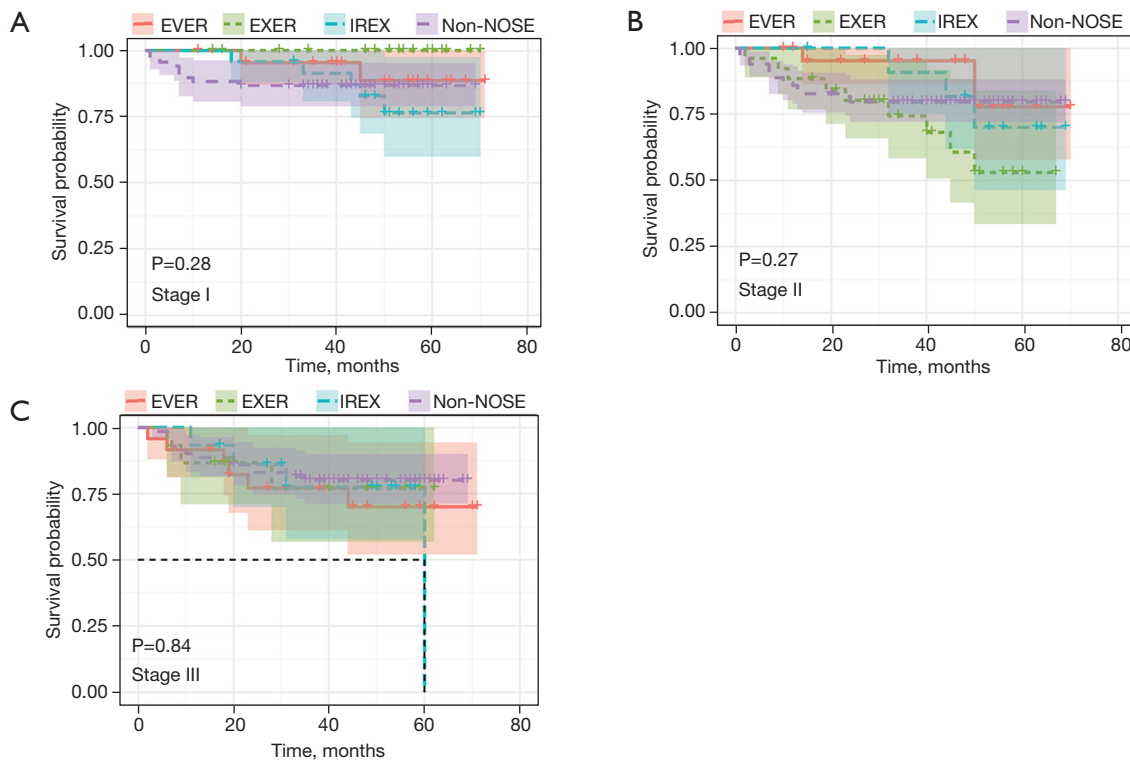 A
EVER EXER IREX Non-NOSE
1.00
0.75
0.50
0.25
0.00
Survival probability
P=0.28
Stage I
0 20 40 60 80
Time, months
B
EVER EXER IREX Non-NOSE
1.00
0.75
0.50
0.25
0.00
Survival probability
P=0.27
Stage II
0 20 40 60 80
Time, months
C
EVER EXER IREX Non-NOSE
1.00
0.75
0.50
0.25
0.00
Survival probability
P=0.84
Stage III
0 20 40 60 80
Time, months